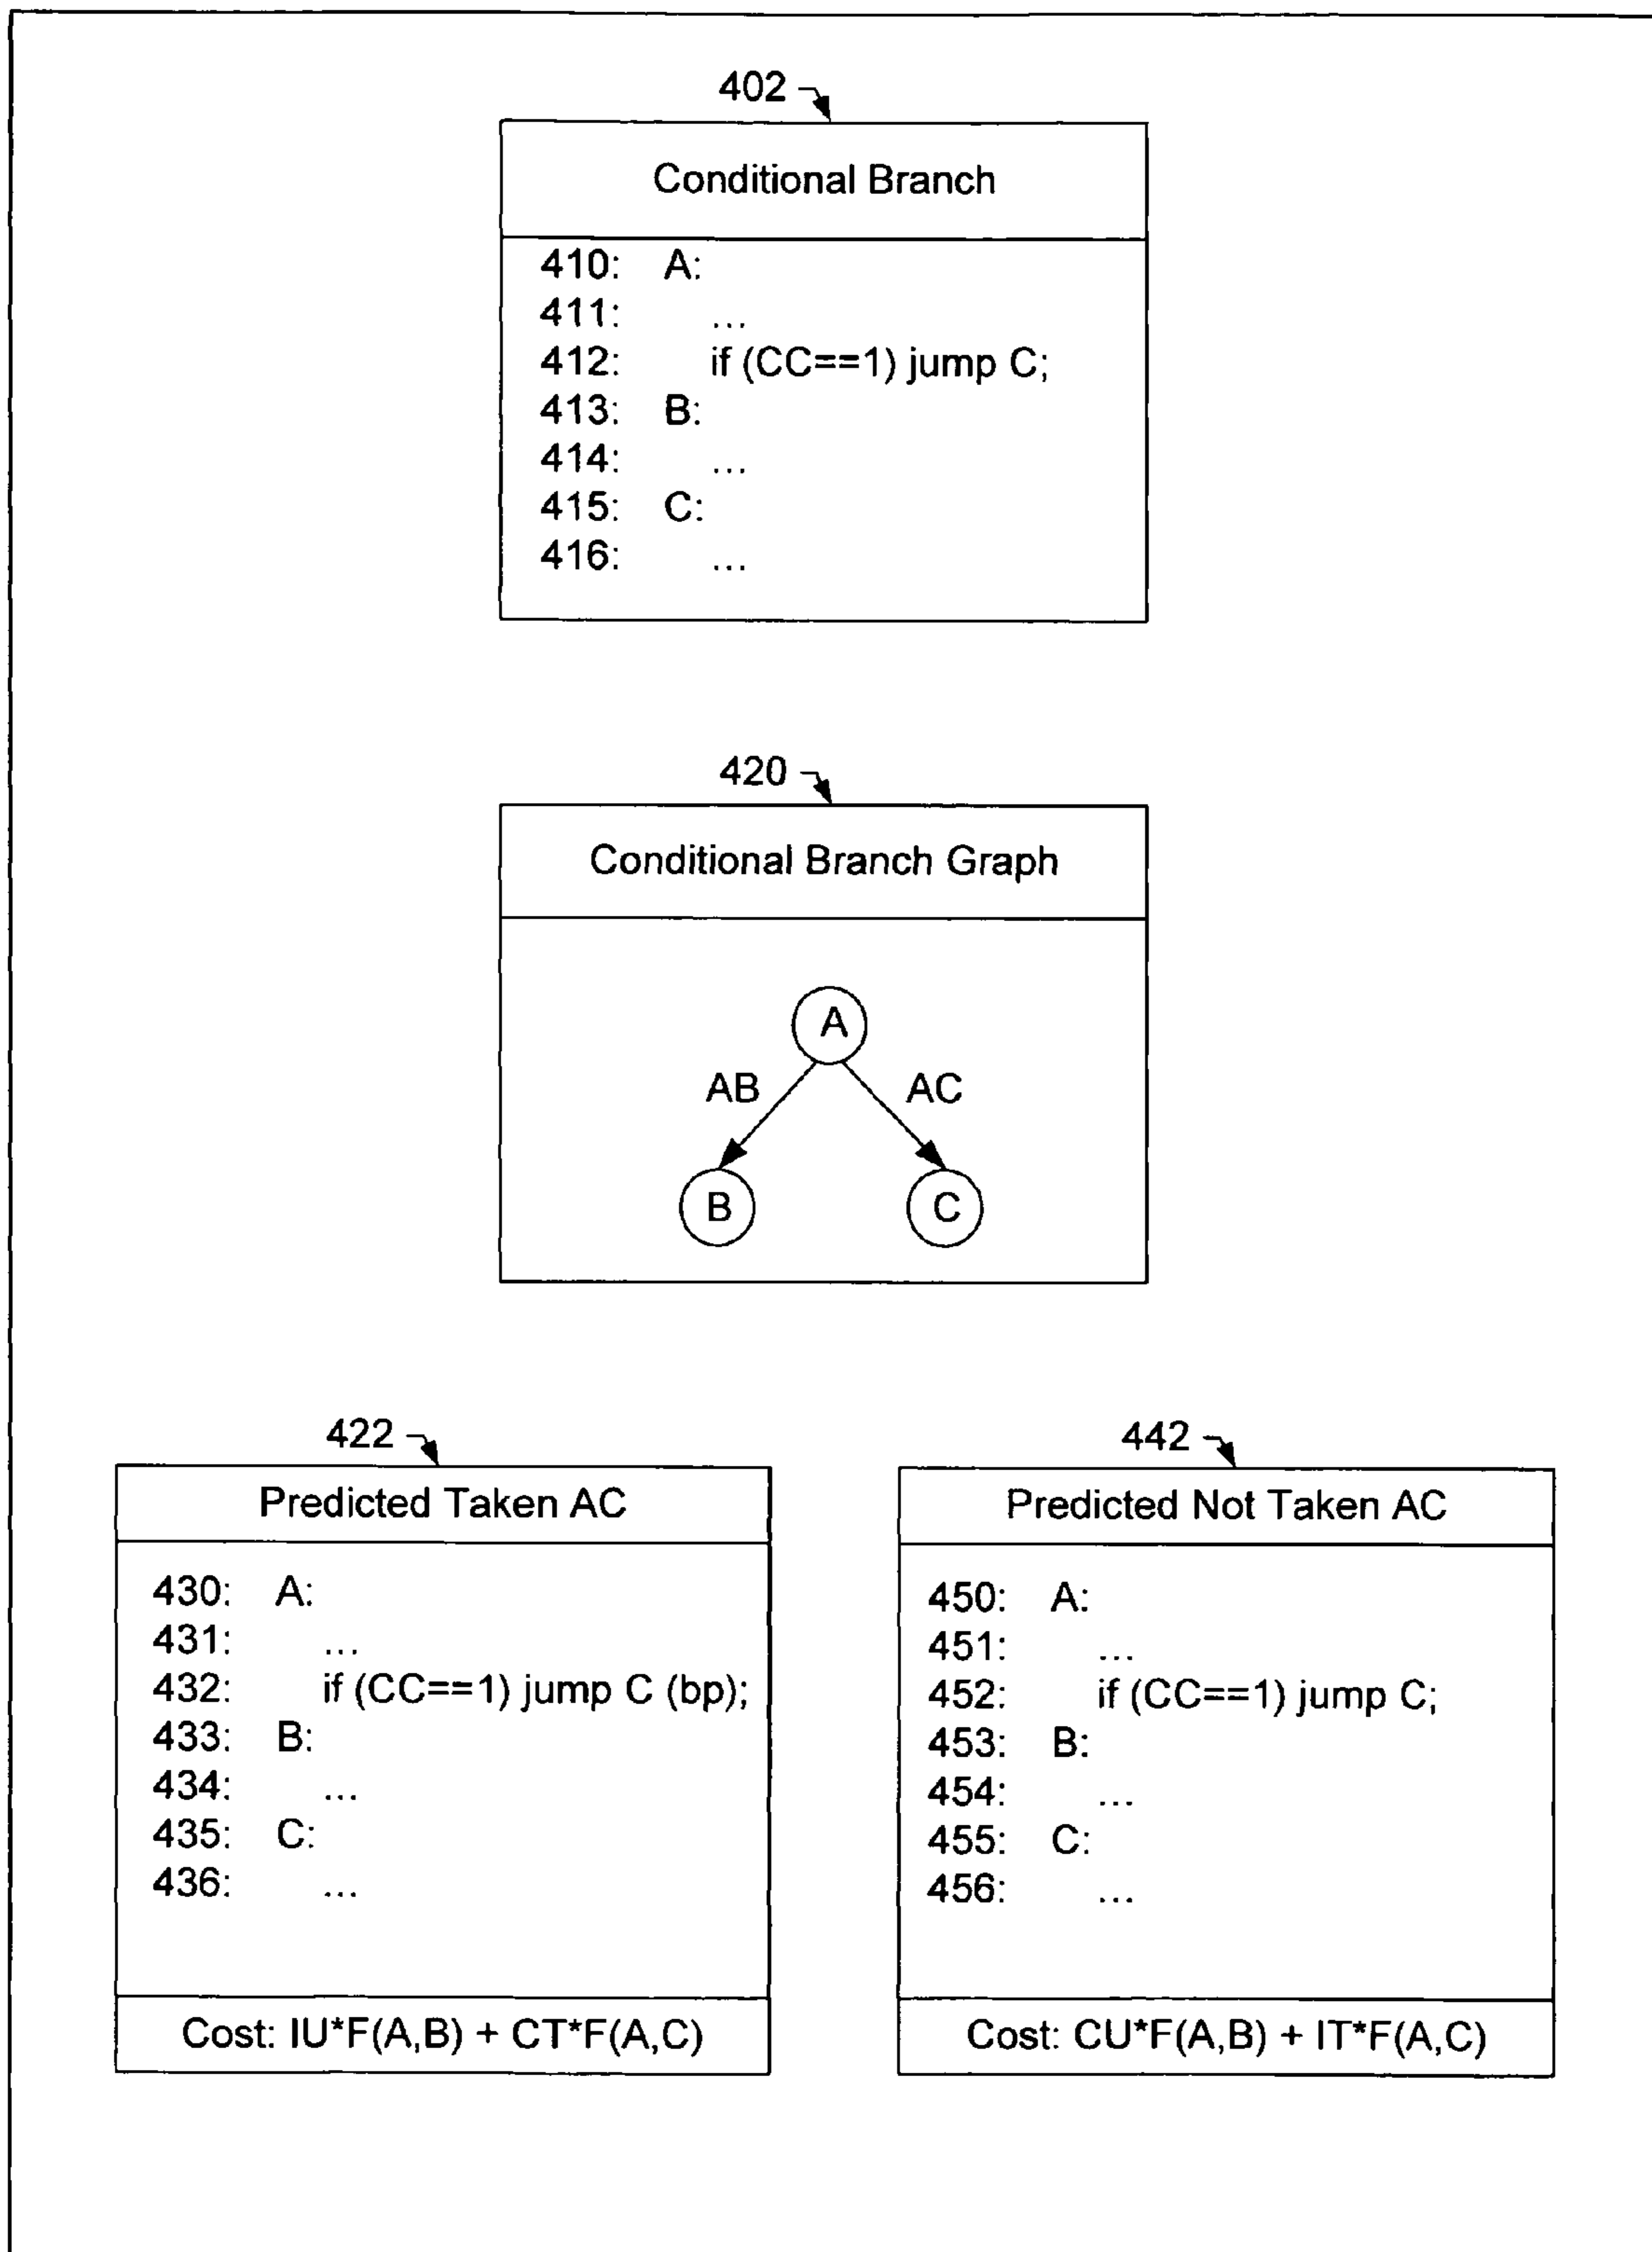 402
Conditional Branch
410: A:
411: ...
412: if (CC==1) jump C;
413: B:
414: ...
415: C:
416: ...
420
Conditional Branch Graph
A
AB AC
B C
422
Predicted Taken AC
430: A:
431: ...
432: if (CC==1) jump C (bp);
433: B:
434: ...
435: C:
436: ...
Cost: IU*F(A,B) + CT*F(A,C)
442
Predicted Not Taken AC
450: A:
451: ...
452: if (CC==1) jump C;
453: B:
454: ...
455: C:
456: ...
Cost: CU*F(A,B) + IT*F(A,C)